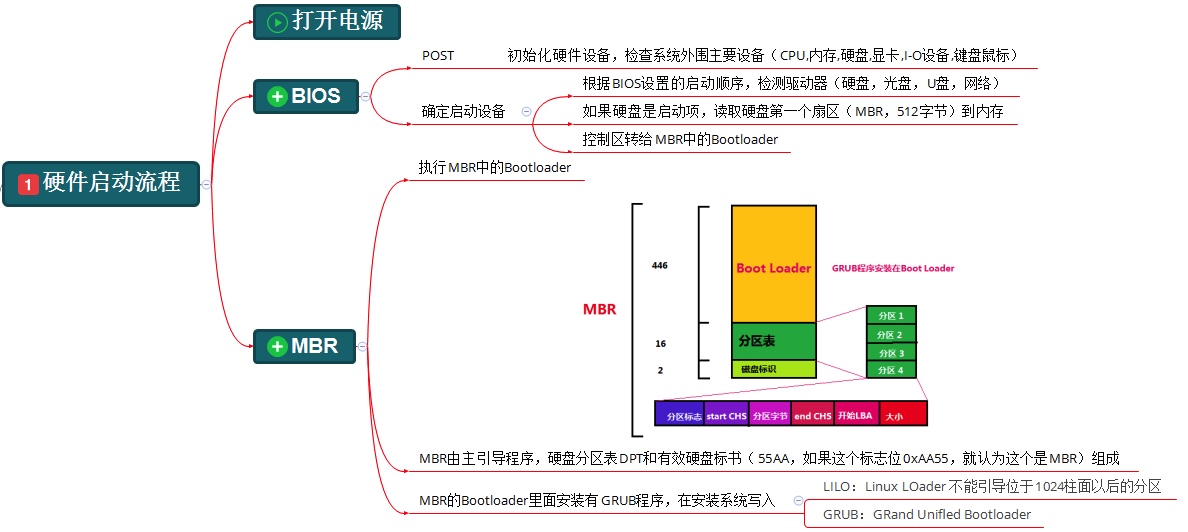 1 硬件启动流程
打开电源
BIOS
POST
初始化硬件设备，检查系统外围主要设备（CPU,内存,硬盘,显卡,I-O设备,键盘鼠标）
确定启动设备
根据BIOS设置的启动顺序，检测驱动器（硬盘，光盘，U盘，网络）
如果硬盘是启动项，读取硬盘第一个扇区（MBR，512字节）到内存
控制区转给MBR中的Bootloader
MBR
执行MBR中的Bootloader
MBR
446
Boot Loader
GRUB程序安装在Boot Loader
16
分区表
2
磁盘标识
分区 1
分区 2
分区 3
分区 4
分区标志 start CHS 分区字节 end CHS 开始LBA 大小
MBR由主引导程序，硬盘分区表DPT和有效硬盘标书（55AA，如果这个标志位0xAA55，就认为这个是MBR）组成
MBR的Bootloader里面安装有GRUB程序，在安装系统写入
LILO：Linux LOader 不能引导位于1024柱面以后的分区
GRUB：GRand Unifled Bootloader